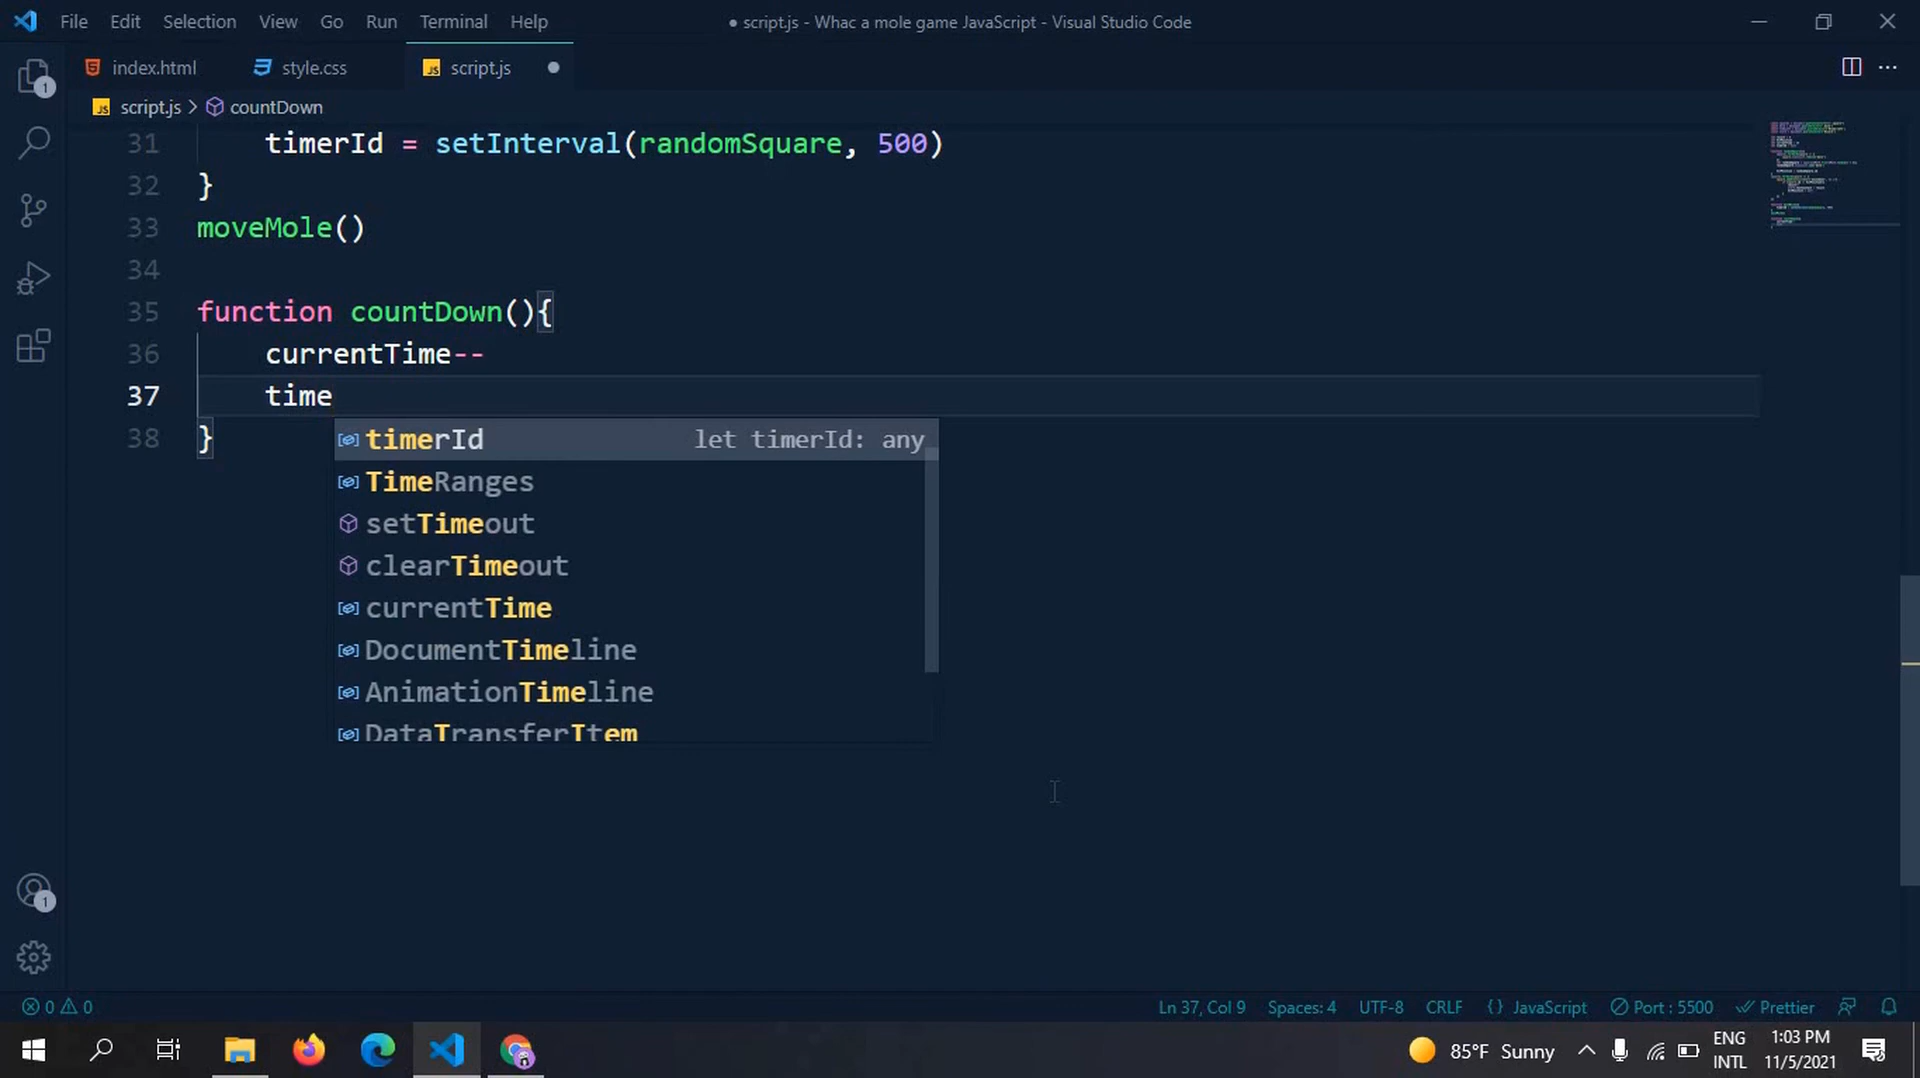 File Edit Selection View Go Run Terminal Help ● script.js - Whac a mole game JavaScript - Visual Studio Code
index.html style.css JS script.js ●
JS script.js > countDown
31 timerId = setInterval(randomSquare, 500)
32 }
33 moveMole()
34
35 function countDown(){
36 currentTime--
37 time
38 }
timerId let timerId: any
TimeRanges
setTimeout
clearTimeout
currentTime
DocumentTimeline
AnimationTimeline
DataTransferItem
1
1
0 0 Ln 37, Col 9 Spaces: 4 UTF-8 CRLF {} JavaScript Port : 5500 Prettier
85°F Sunny ENG INTL 1:03 PM 11/5/2021